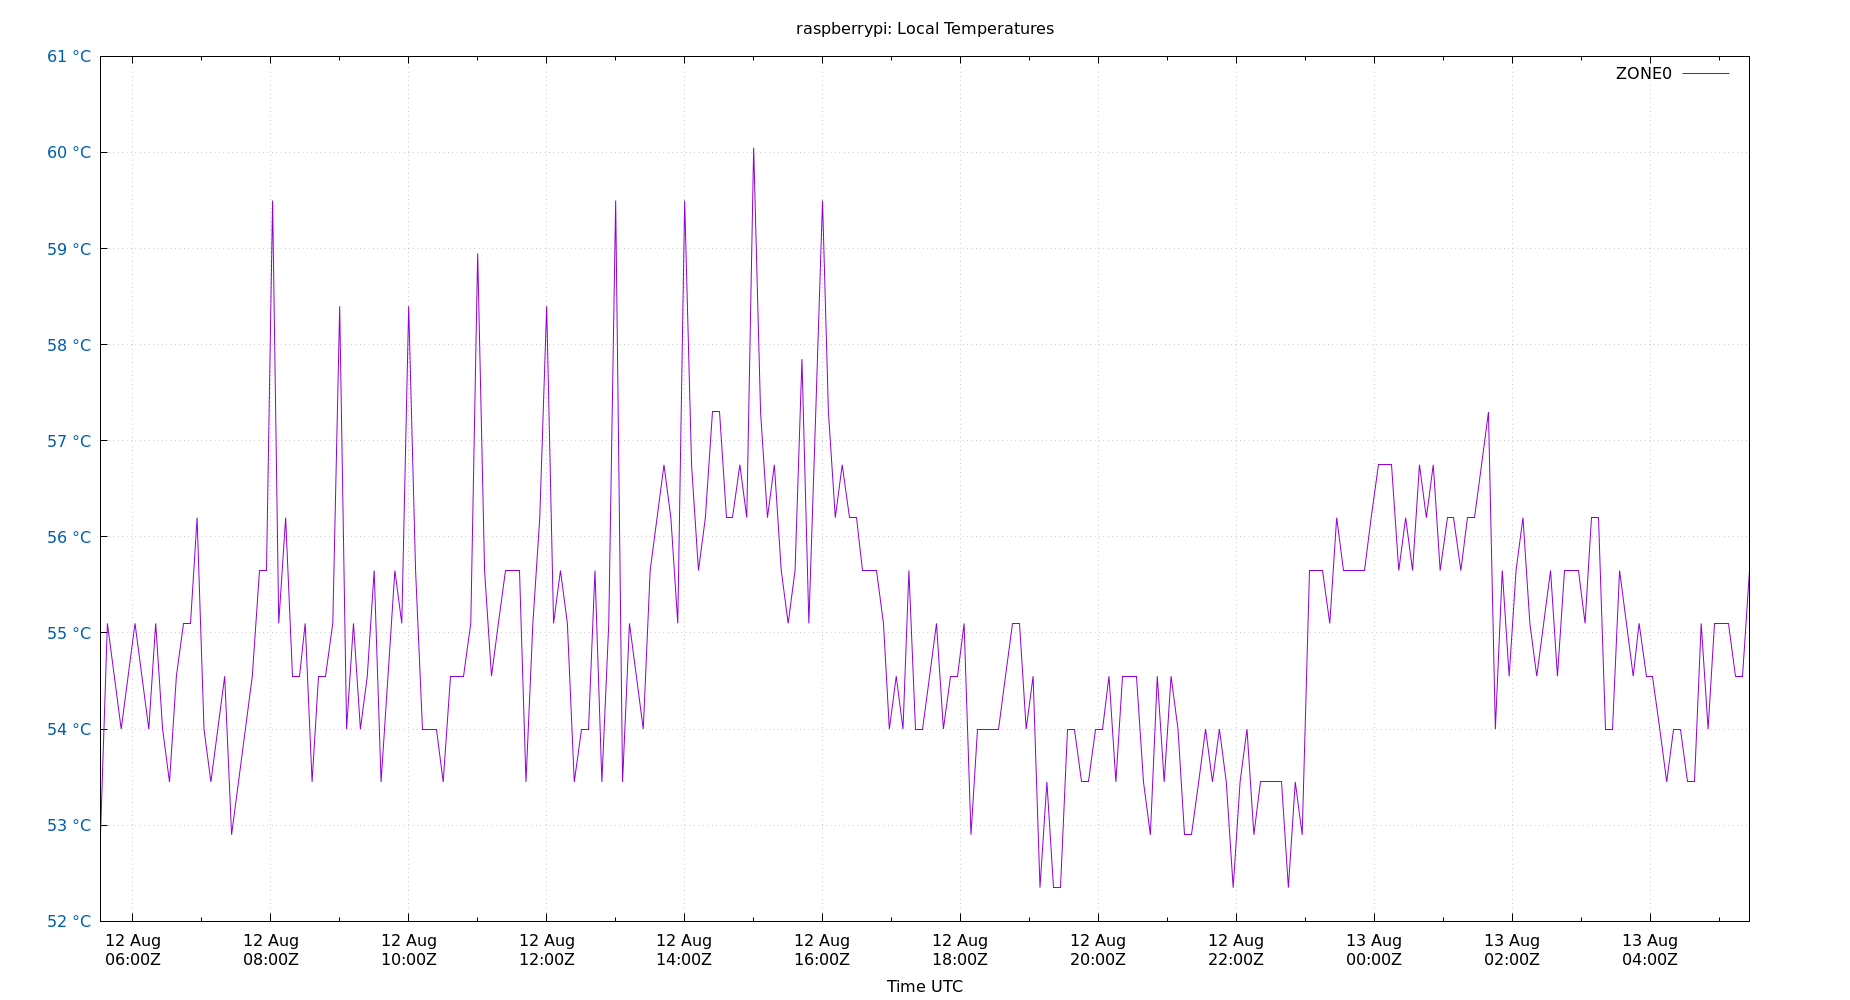 raspberrypi: Local Temperatures
61 °C
ZONE0
60 °C
59 °C
58 °C
57 °C
56 °C
55 °C
54 °C
53 °C
52 °C
12 Aug 12 Aug 12 Aug 12 Aug 12 Aug 12 Aug 12 Aug 12 Aug 12 Aug 13 Aug 13 Aug 13 Aug
06:00Z 08:00Z 10:00Z 12:00Z 14:00Z 16:00Z 18:00Z 20:00Z 22:00Z 00:00Z 02:00Z 04:00Z
Time UTC